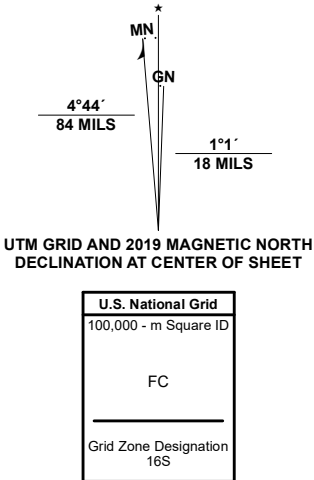 MN
GN
4°44´
84 MILS
1°1´
18 MILS
UTM GRID AND 2019 MAGNETIC NORTH
DECLINATION AT CENTER OF SHEET
U.S. National Grid
100,000 - m Square ID
FC
Grid Zone Designation
16S